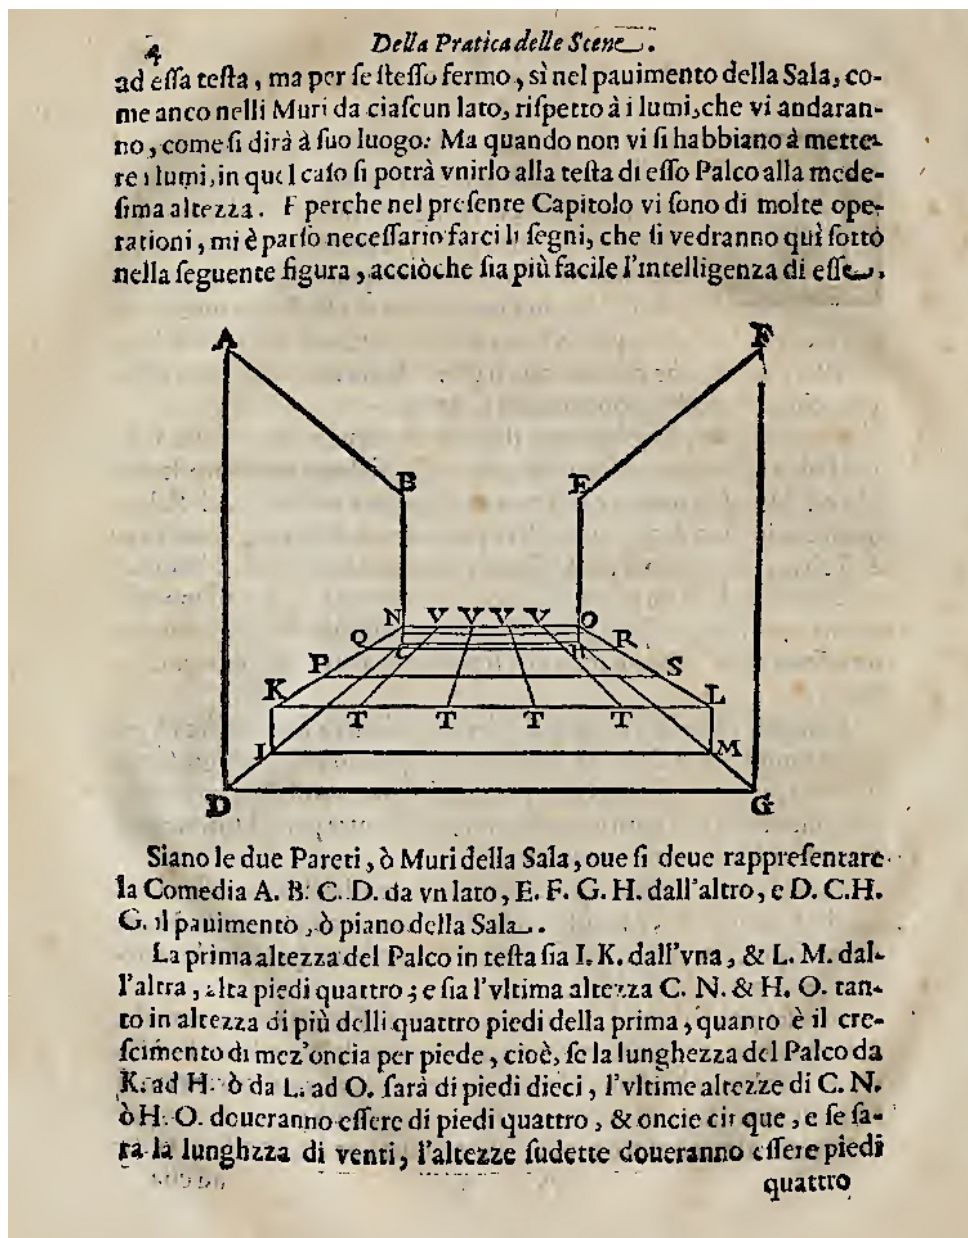 4 Della Pratica delle Scene.
ad eſſa teſta, ma per ſe ſteſſo fermo, sì nel pauimento della Sala, co-
me anco nelli Muri da ciaſcun lato, riſpetto à i lumi, che vi andaran-
no, come ſi dirà à ſuo luogo: Ma quando non vi ſi habbiano à mette-
re i lumi, in quel caſo ſi potrà vnirlo alla teſta di eſſo Palco alla mede-
ſima altezza. E perche nel preſente Capitolo vi ſono di molte ope-
rationi, mi è parſo neceſſario farci li ſegni, che ſi vedranno quì ſotto
nella ſeguente figura, acciòche ſia più facile l'intelligenza di eſſe.
A F
B E
N V V V V O
Q C H R
P S
K L
T T T T
I M
D G
Siano le due Pareti, ò Muri della Sala, oue ſi deue rappreſentare
la Comedia A. B. C. D. da vn lato, E. F. G. H. dall'altro, e D. C. H.
G. il pauimento, ò piano della Sala.
La prima altezza del Palco in teſta ſia I. K. dall'vna, & L. M. dal-
l'altra, alta piedi quattro; e ſia l'vltima altezza C. N. & H. O. tan-
to in altezza di più delli quattro piedi della prima, quanto è il cre-
ſcimento di mez'oncia per piede, cioè, ſe la lunghezza del Palco da
K. ad H. ò da L. ad O. ſarà di piedi dieci, l'vltime altezze di C. N.
ò H. O. doueranno eſſere di piedi quattro, & oncie cinque, e ſe ſa-
ra la lunghzza di venti, l'altezze ſudette doueranno eſſere piedi
quattro